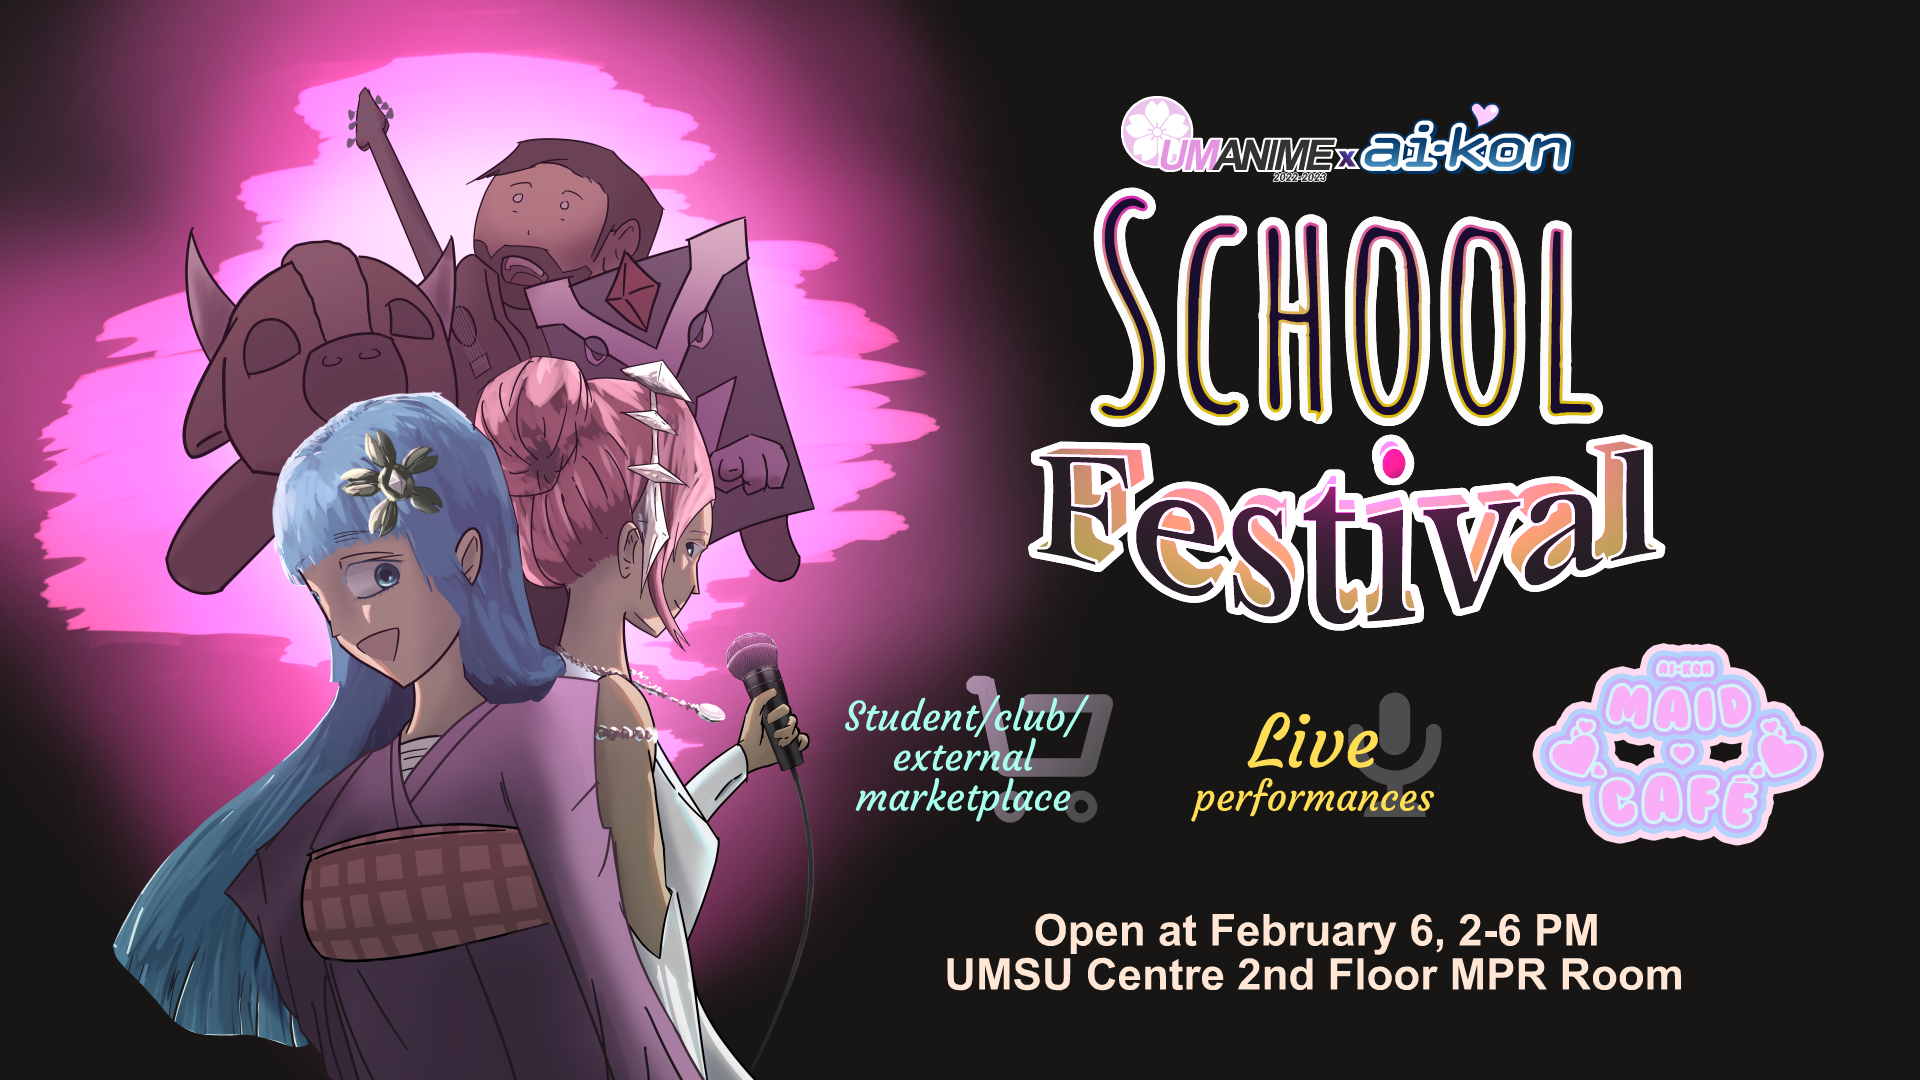 UMANIME x ai-kon
2022-2023
SCHOOL
Festival
Student/club/
external
marketplace
Live
performances
AI-KON
MAID
CAFÉ
Open at February 6, 2-6 PM
UMSU Centre 2nd Floor MPR Room